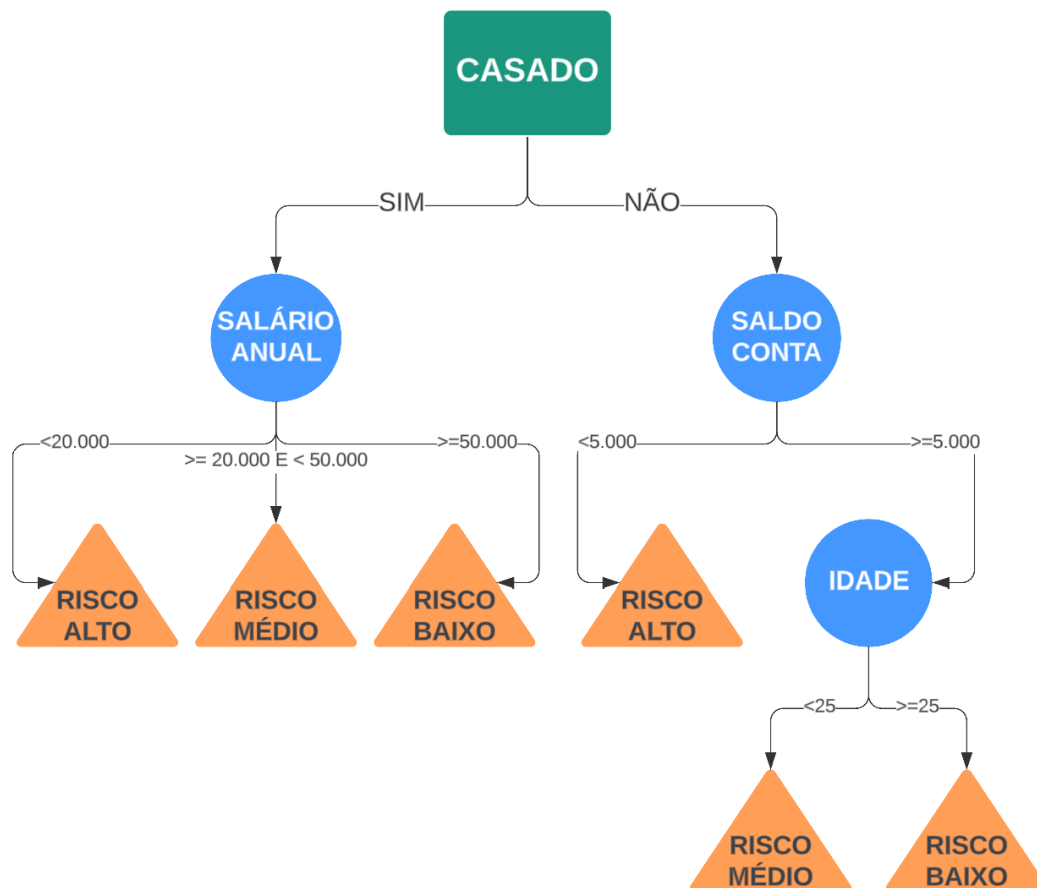 CASADO
SIM
NÃO
SALÁRIO
ANUAL
SALDO
CONTA
<20.000
>= 20.000 E < 50.000
>=50.000
<5.000
>=5.000
RISCO
ALTO
RISCO
MÉDIO
RISCO
BAIXO
RISCO
ALTO
IDADE
<25
>=25
RISCO
MÉDIO
RISCO
BAIXO